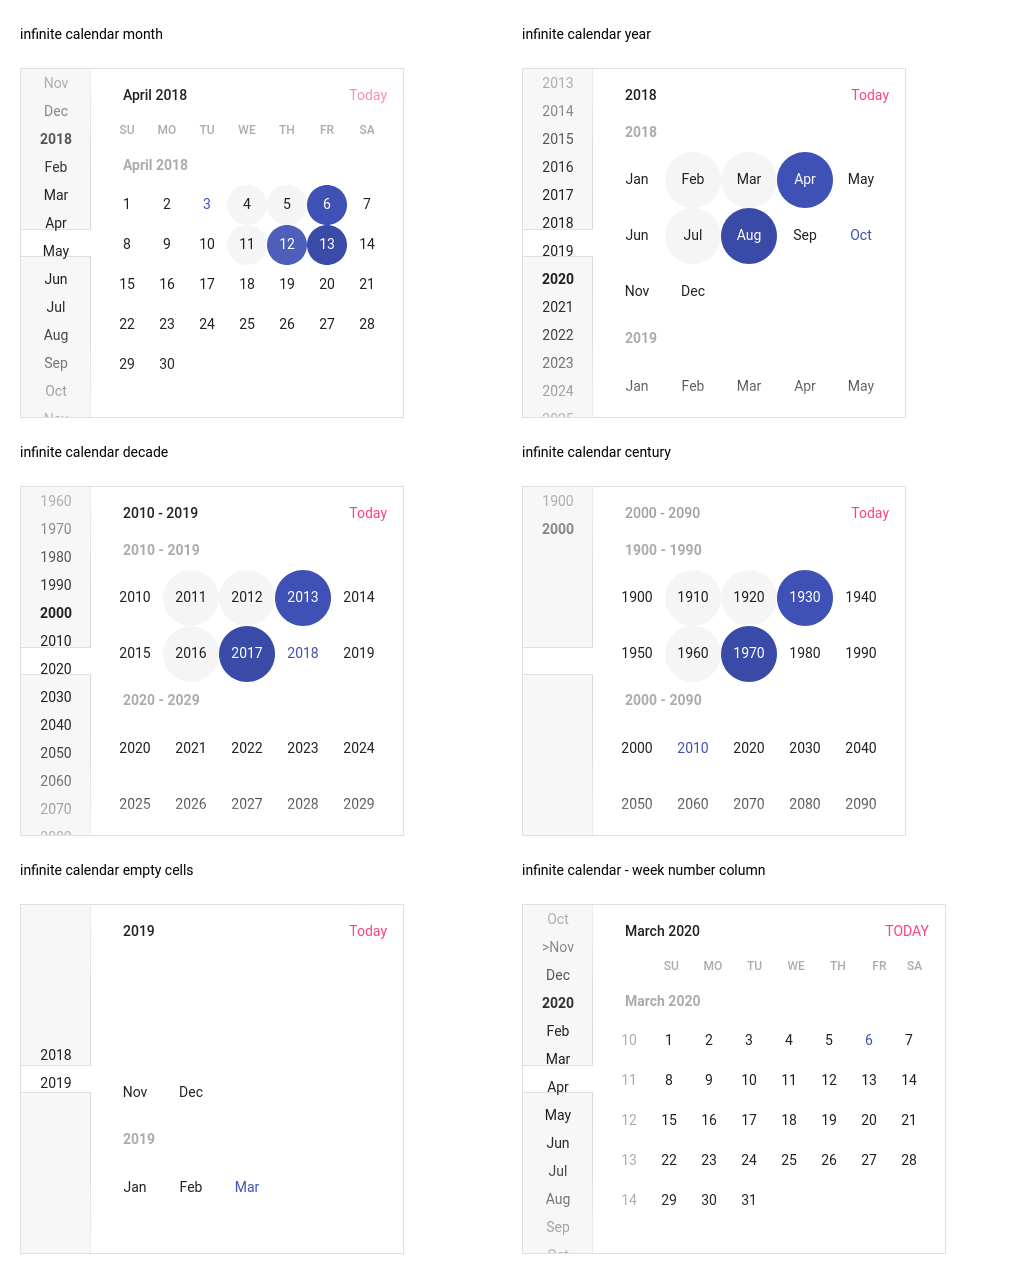 infinite calendar month
Nov
Dec
2018
Feb
Mar
Apr
May
Jun
Jul
Aug
Sep
Oct
April 2018 Today
SU MO TU WE TH FR SA
April 2018
1 2 3 4 5 6 7
8 9 10 11 12 13 14
15 16 17 18 19 20 21
22 23 24 25 26 27 28
29 30
infinite calendar year
2013
2014
2015
2016
2017
2018
2019
2020
2021
2022
2023
2024
2018 Today
2018
Jan Feb Mar Apr May
Jun Jul Aug Sep Oct
Nov Dec
2019
Jan Feb Mar Apr May
infinite calendar decade
1960
1970
1980
1990
2000
2010
2020
2030
2040
2050
2060
2070
2010 - 2019 Today
2010 - 2019
2010 2011 2012 2013 2014
2015 2016 2017 2018 2019
2020 - 2029
2020 2021 2022 2023 2024
2025 2026 2027 2028 2029
infinite calendar century
1900
2000
2000 - 2090 Today
1900 - 1990
1900 1910 1920 1930 1940
1950 1960 1970 1980 1990
2000 - 2090
2000 2010 2020 2030 2040
2050 2060 2070 2080 2090
infinite calendar empty cells
2018
2019
2019 Today
Nov Dec
2019
Jan Feb Mar
infinite calendar - week number column
Oct
>Nov
Dec
2020
Feb
Mar
Apr
May
Jun
Jul
Aug
Sep
March 2020 TODAY
SU MO TU WE TH FR SA
March 2020
10 1 2 3 4 5 6 7
11 8 9 10 11 12 13 14
12 15 16 17 18 19 20 21
13 22 23 24 25 26 27 28
14 29 30 31